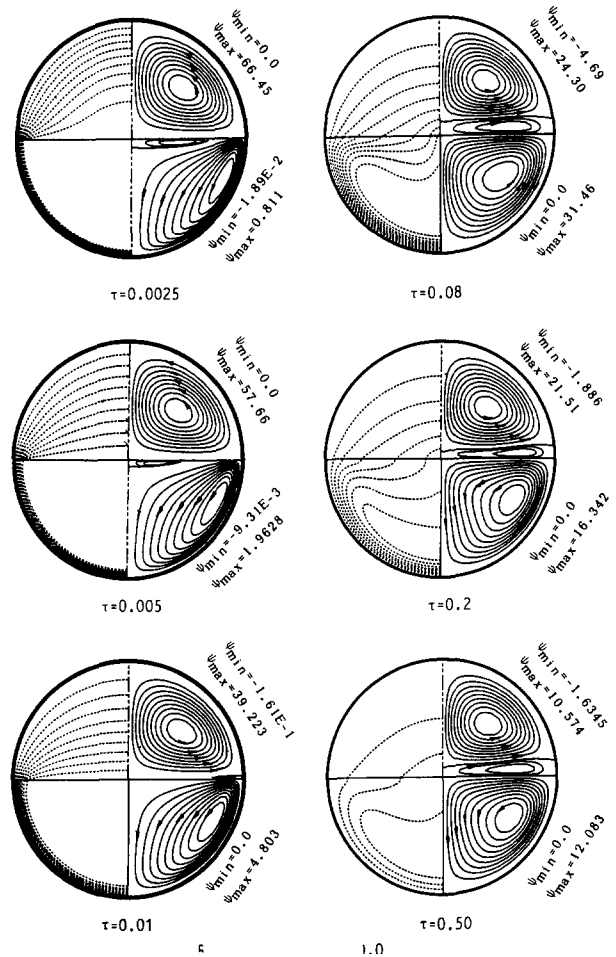 ψmin=0.0
ψmax=66.45
ψmin=-1.89E-2
ψmax=0.811
τ=0.0025
ψmin=-4.69
ψmax=24.30
ψmin=0.0
ψmax=31.46
τ=0.08
ψmin=0.0
ψmax=57.66
ψmin=-9.31E-3
ψmax=1.9628
τ=0.005
ψmin=-1.886
ψmax=21.51
ψmin=0.0
ψmax=16.342
τ=0.2
ψmin=-1.61E-1
ψmax=39.223
ψmin=0.0
ψmax=4.803
τ=0.01
ψmin=-1.6345
ψmax=10.574
ψmin=0.0
ψmax=12.083
τ=0.50